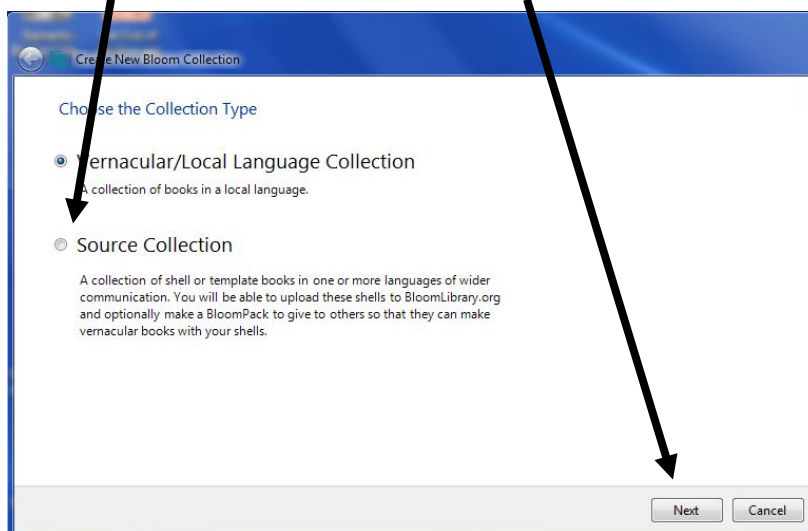 Create New Bloom Collection
Choose the Collection Type
Vernacular/Local Language Collection
A collection of books in a local language.
Source Collection
A collection of shell or template books in one or more languages of wider
communication. You will be able to upload these shells to BloomLibrary.org
and optionally make a BloomPack to give to others so that they can make
vernacular books with your shells.
Next
Cancel